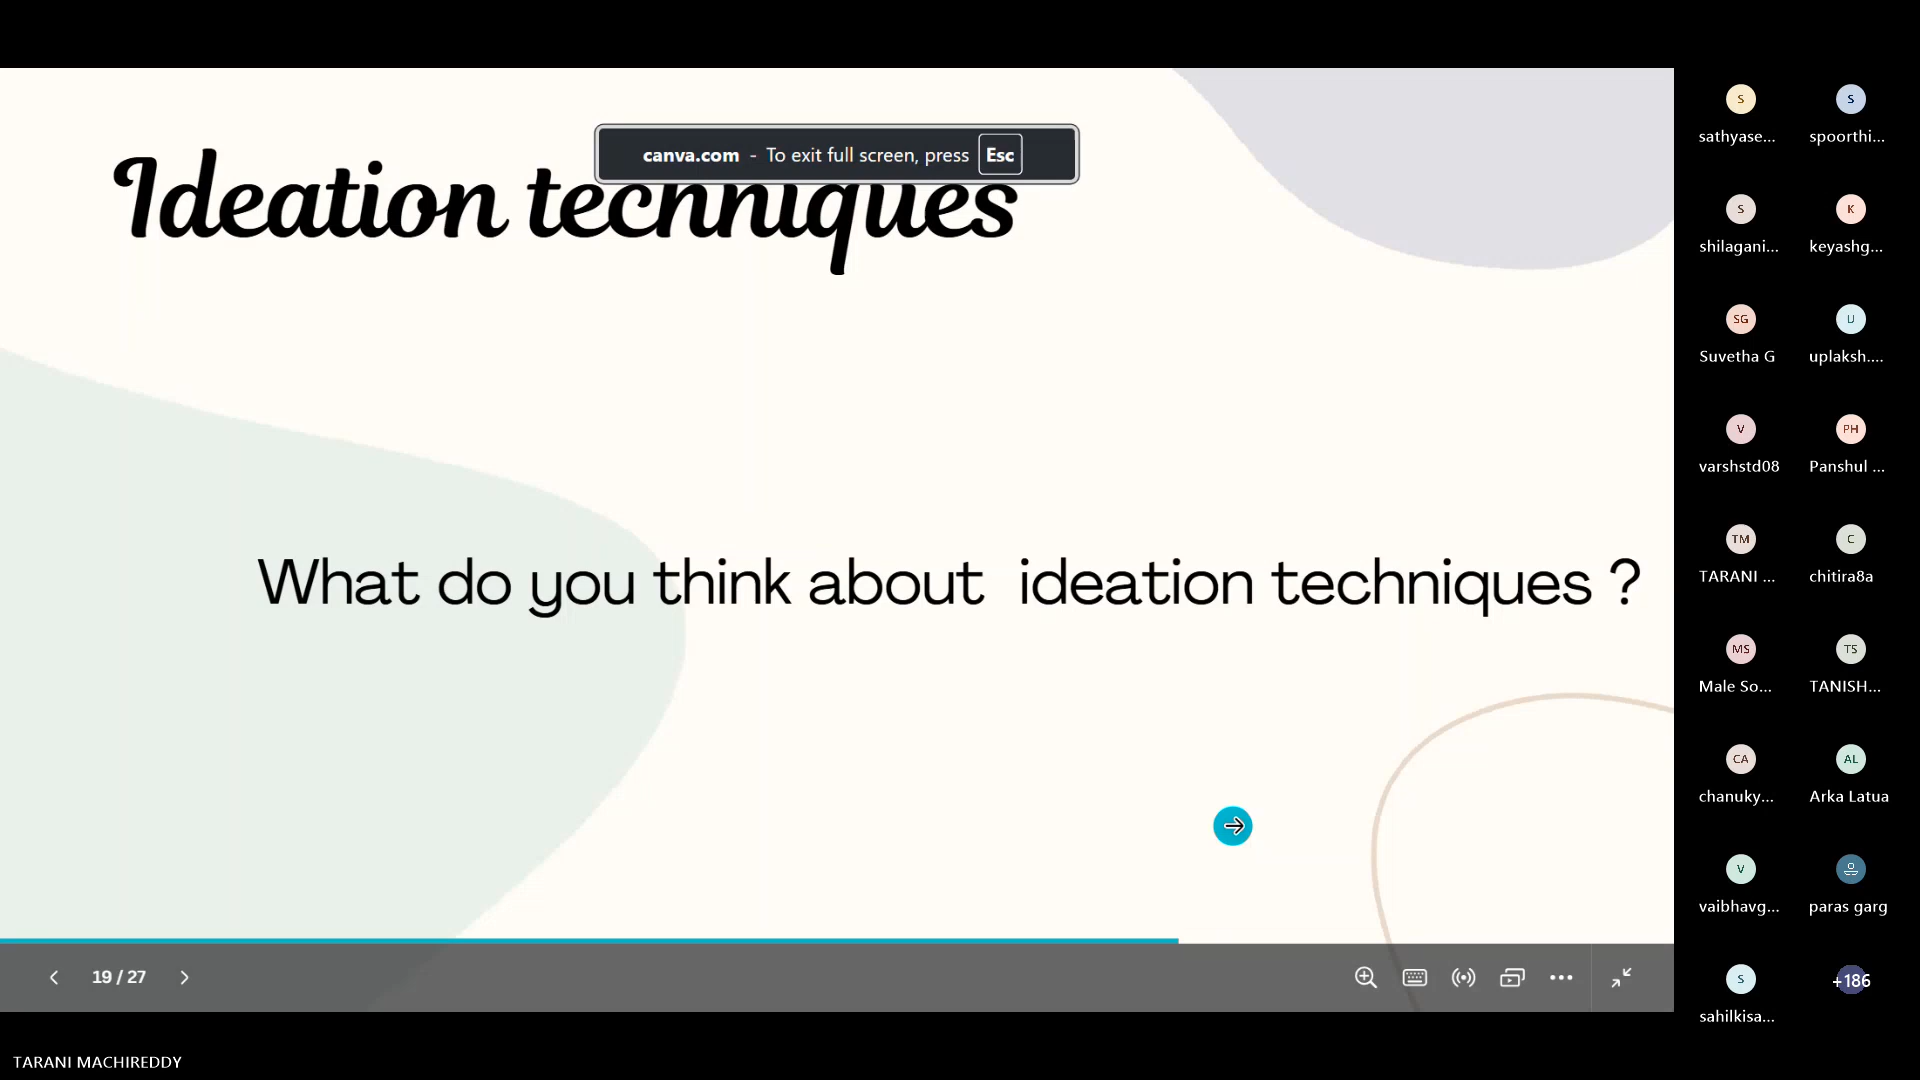 canva.com - To exit full screen, press Esc
Ideation techniques
What do you think about ideation techniques ?
19 / 27
TARANI MACHIREDDY
S
sathyase...
S
spoorthi...
S
shilagani...
K
keyashg...
SG
Suvetha G
U
uplaksh....
V
varshstd08
PH
Panshul ...
TM
TARANI ...
C
chitira8a
MS
Male So...
TS
TANISH...
CA
chanuky...
AL
Arka Latua
V
vaibhavg...
paras garg
S
sahilkisa...
+186